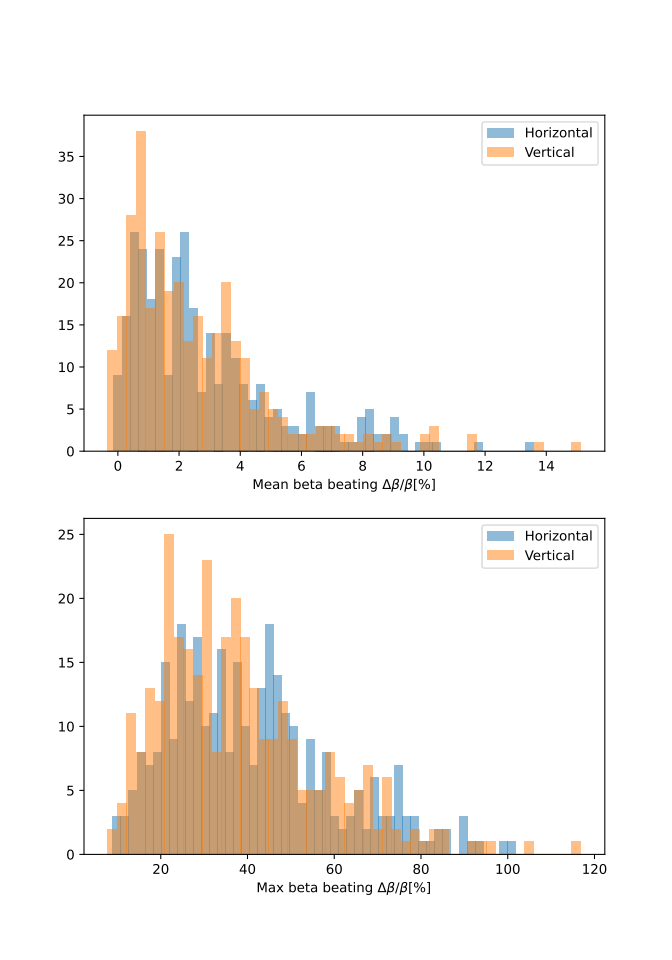 Horizontal
Vertical
35
30
25
20
15
10
5
0
0 2 4 6 8 10 12 14
Mean beta beating Δβ/β[%]
Horizontal
Vertical
25
20
15
10
5
0
20 40 60 80 100 120
Max beta beating Δβ/β[%]